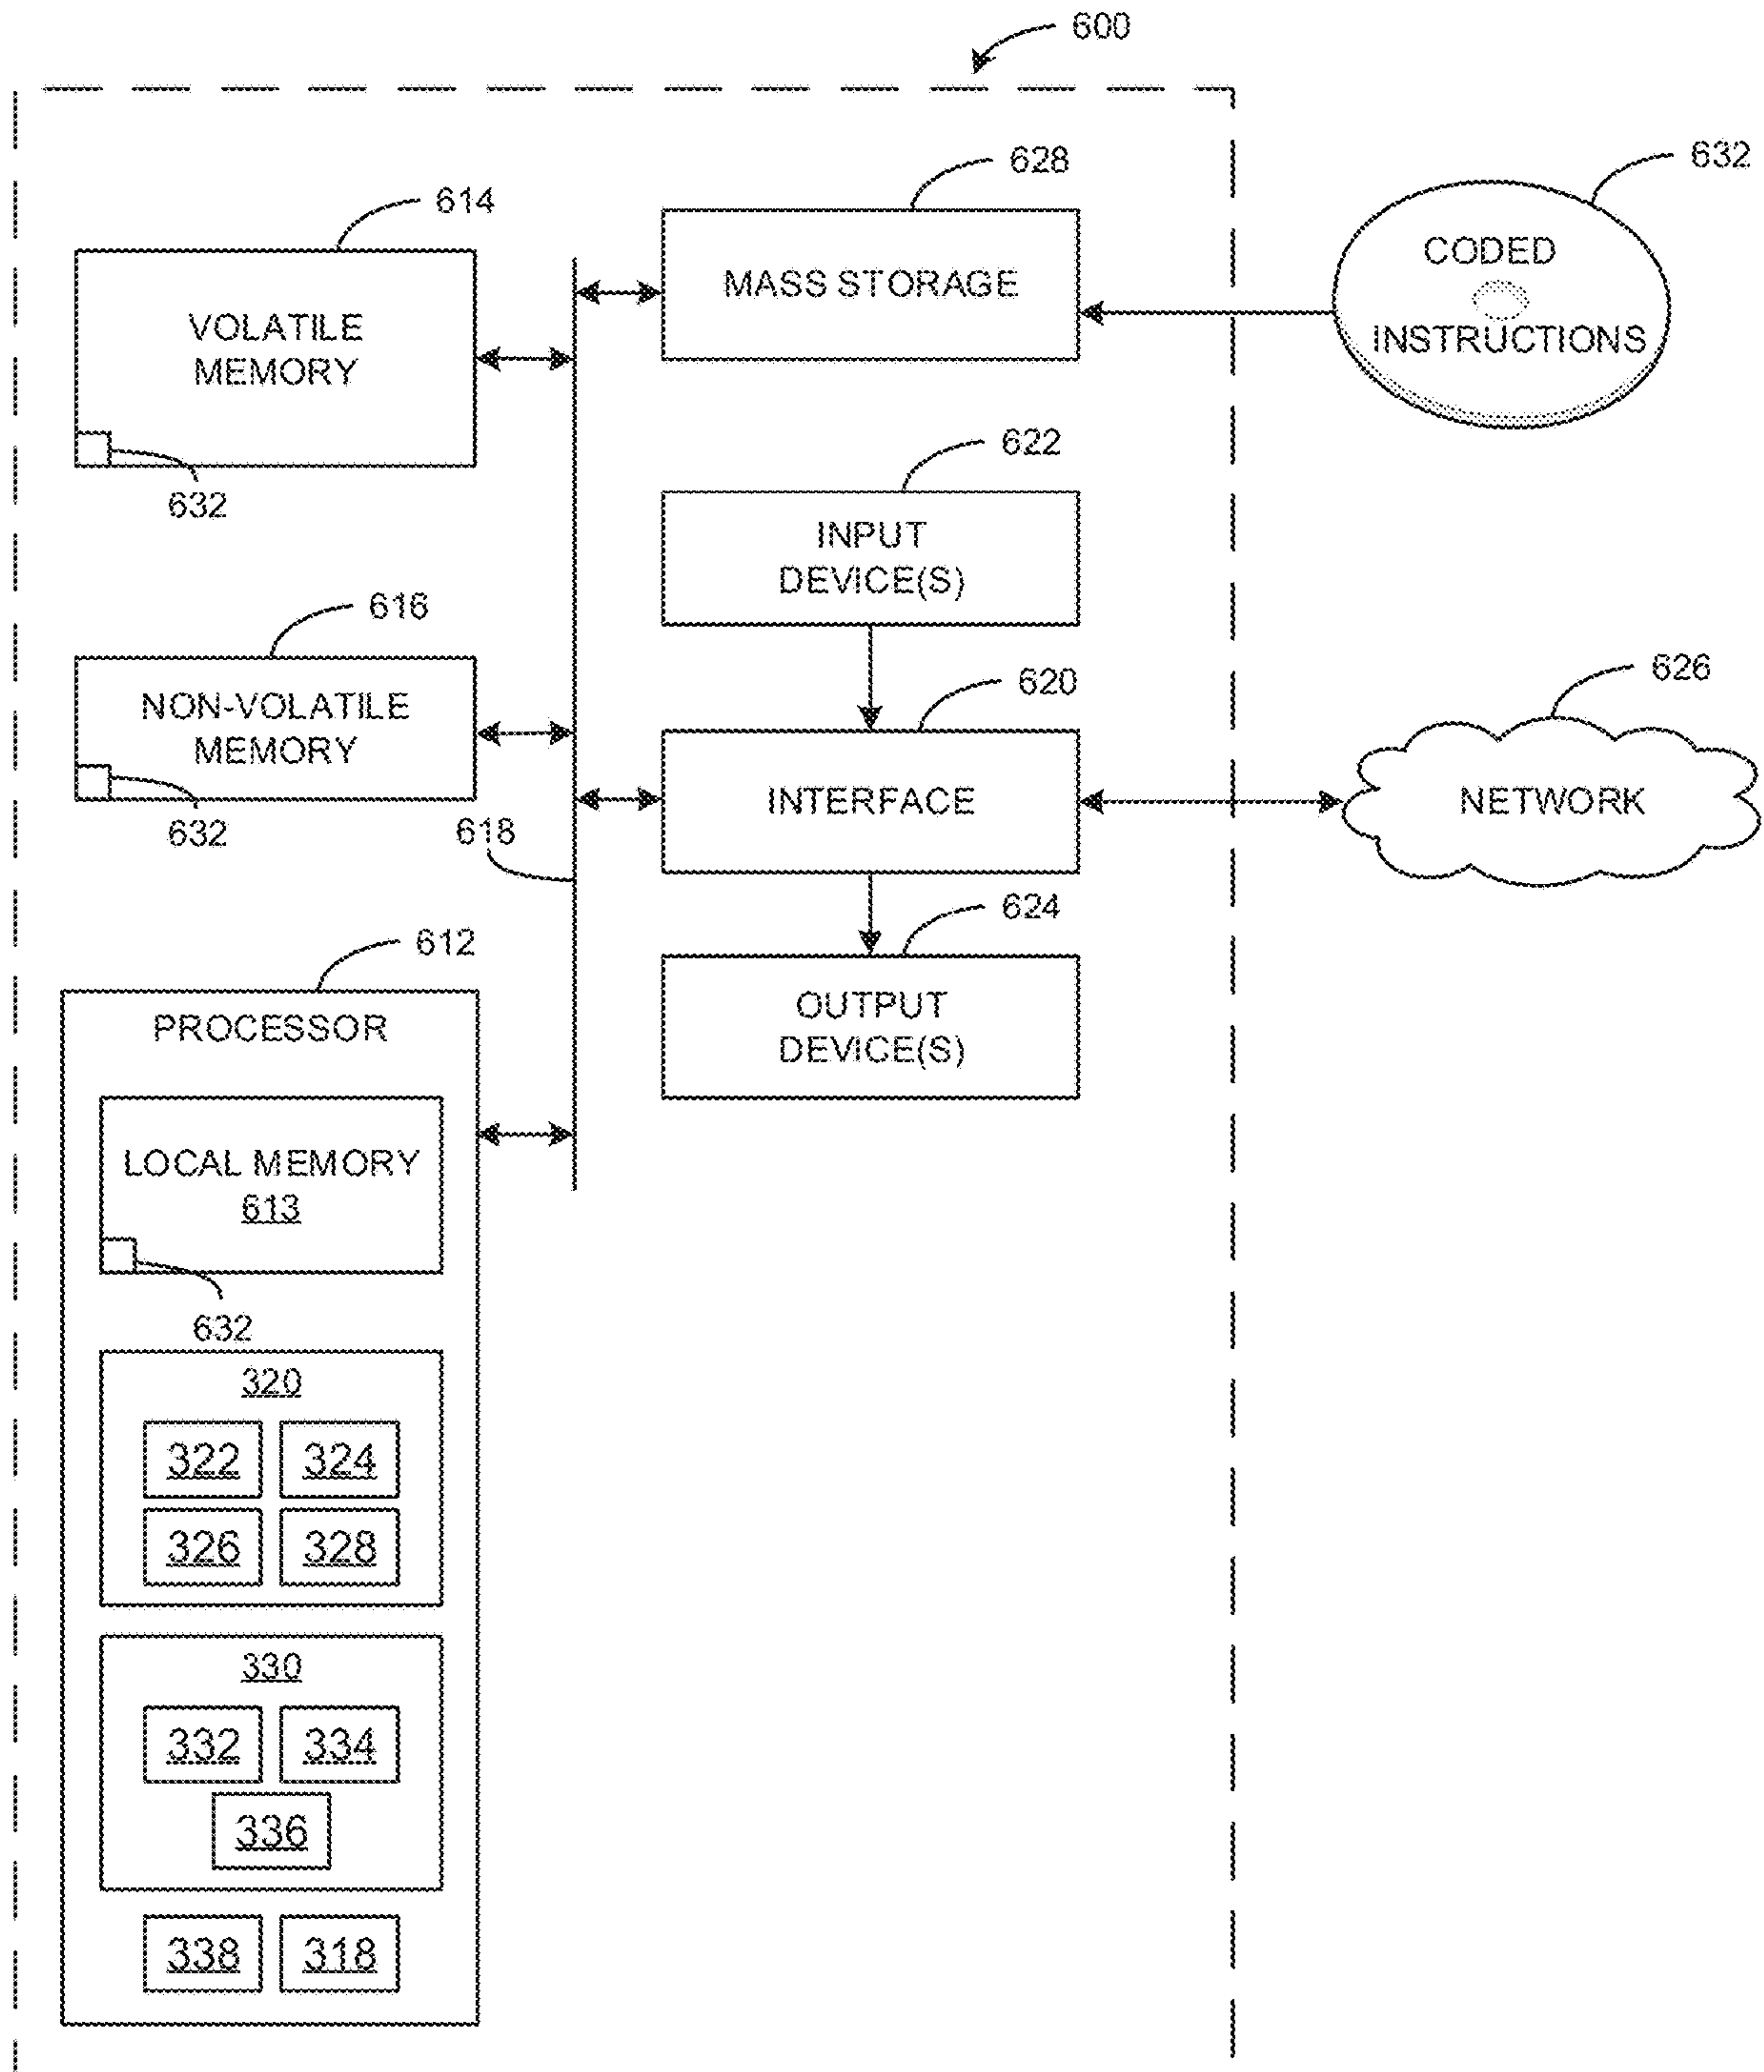 600
628
632
614
MASS STORAGE
CODED
INSTRUCTIONS
VOLATILE
MEMORY
632
622
INPUT
DEVICE(S)
616
620
626
NON-VOLATILE
MEMORY
632
618
INTERFACE
NETWORK
624
612
OUTPUT
DEVICE(S)
PROCESSOR
LOCAL MEMORY
613
632
320
322 324
326 328
330
332 334
336
338 318